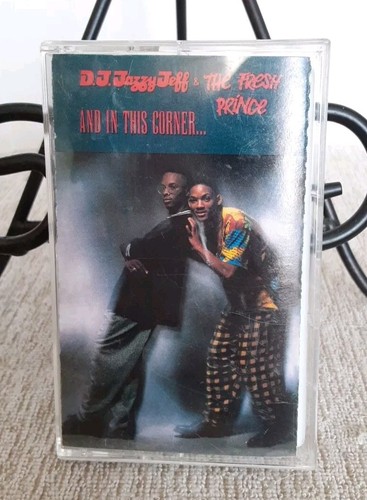 D.J. Jazzy Jeff & THE FRESH
PRINCE
AND IN THIS CORNER...